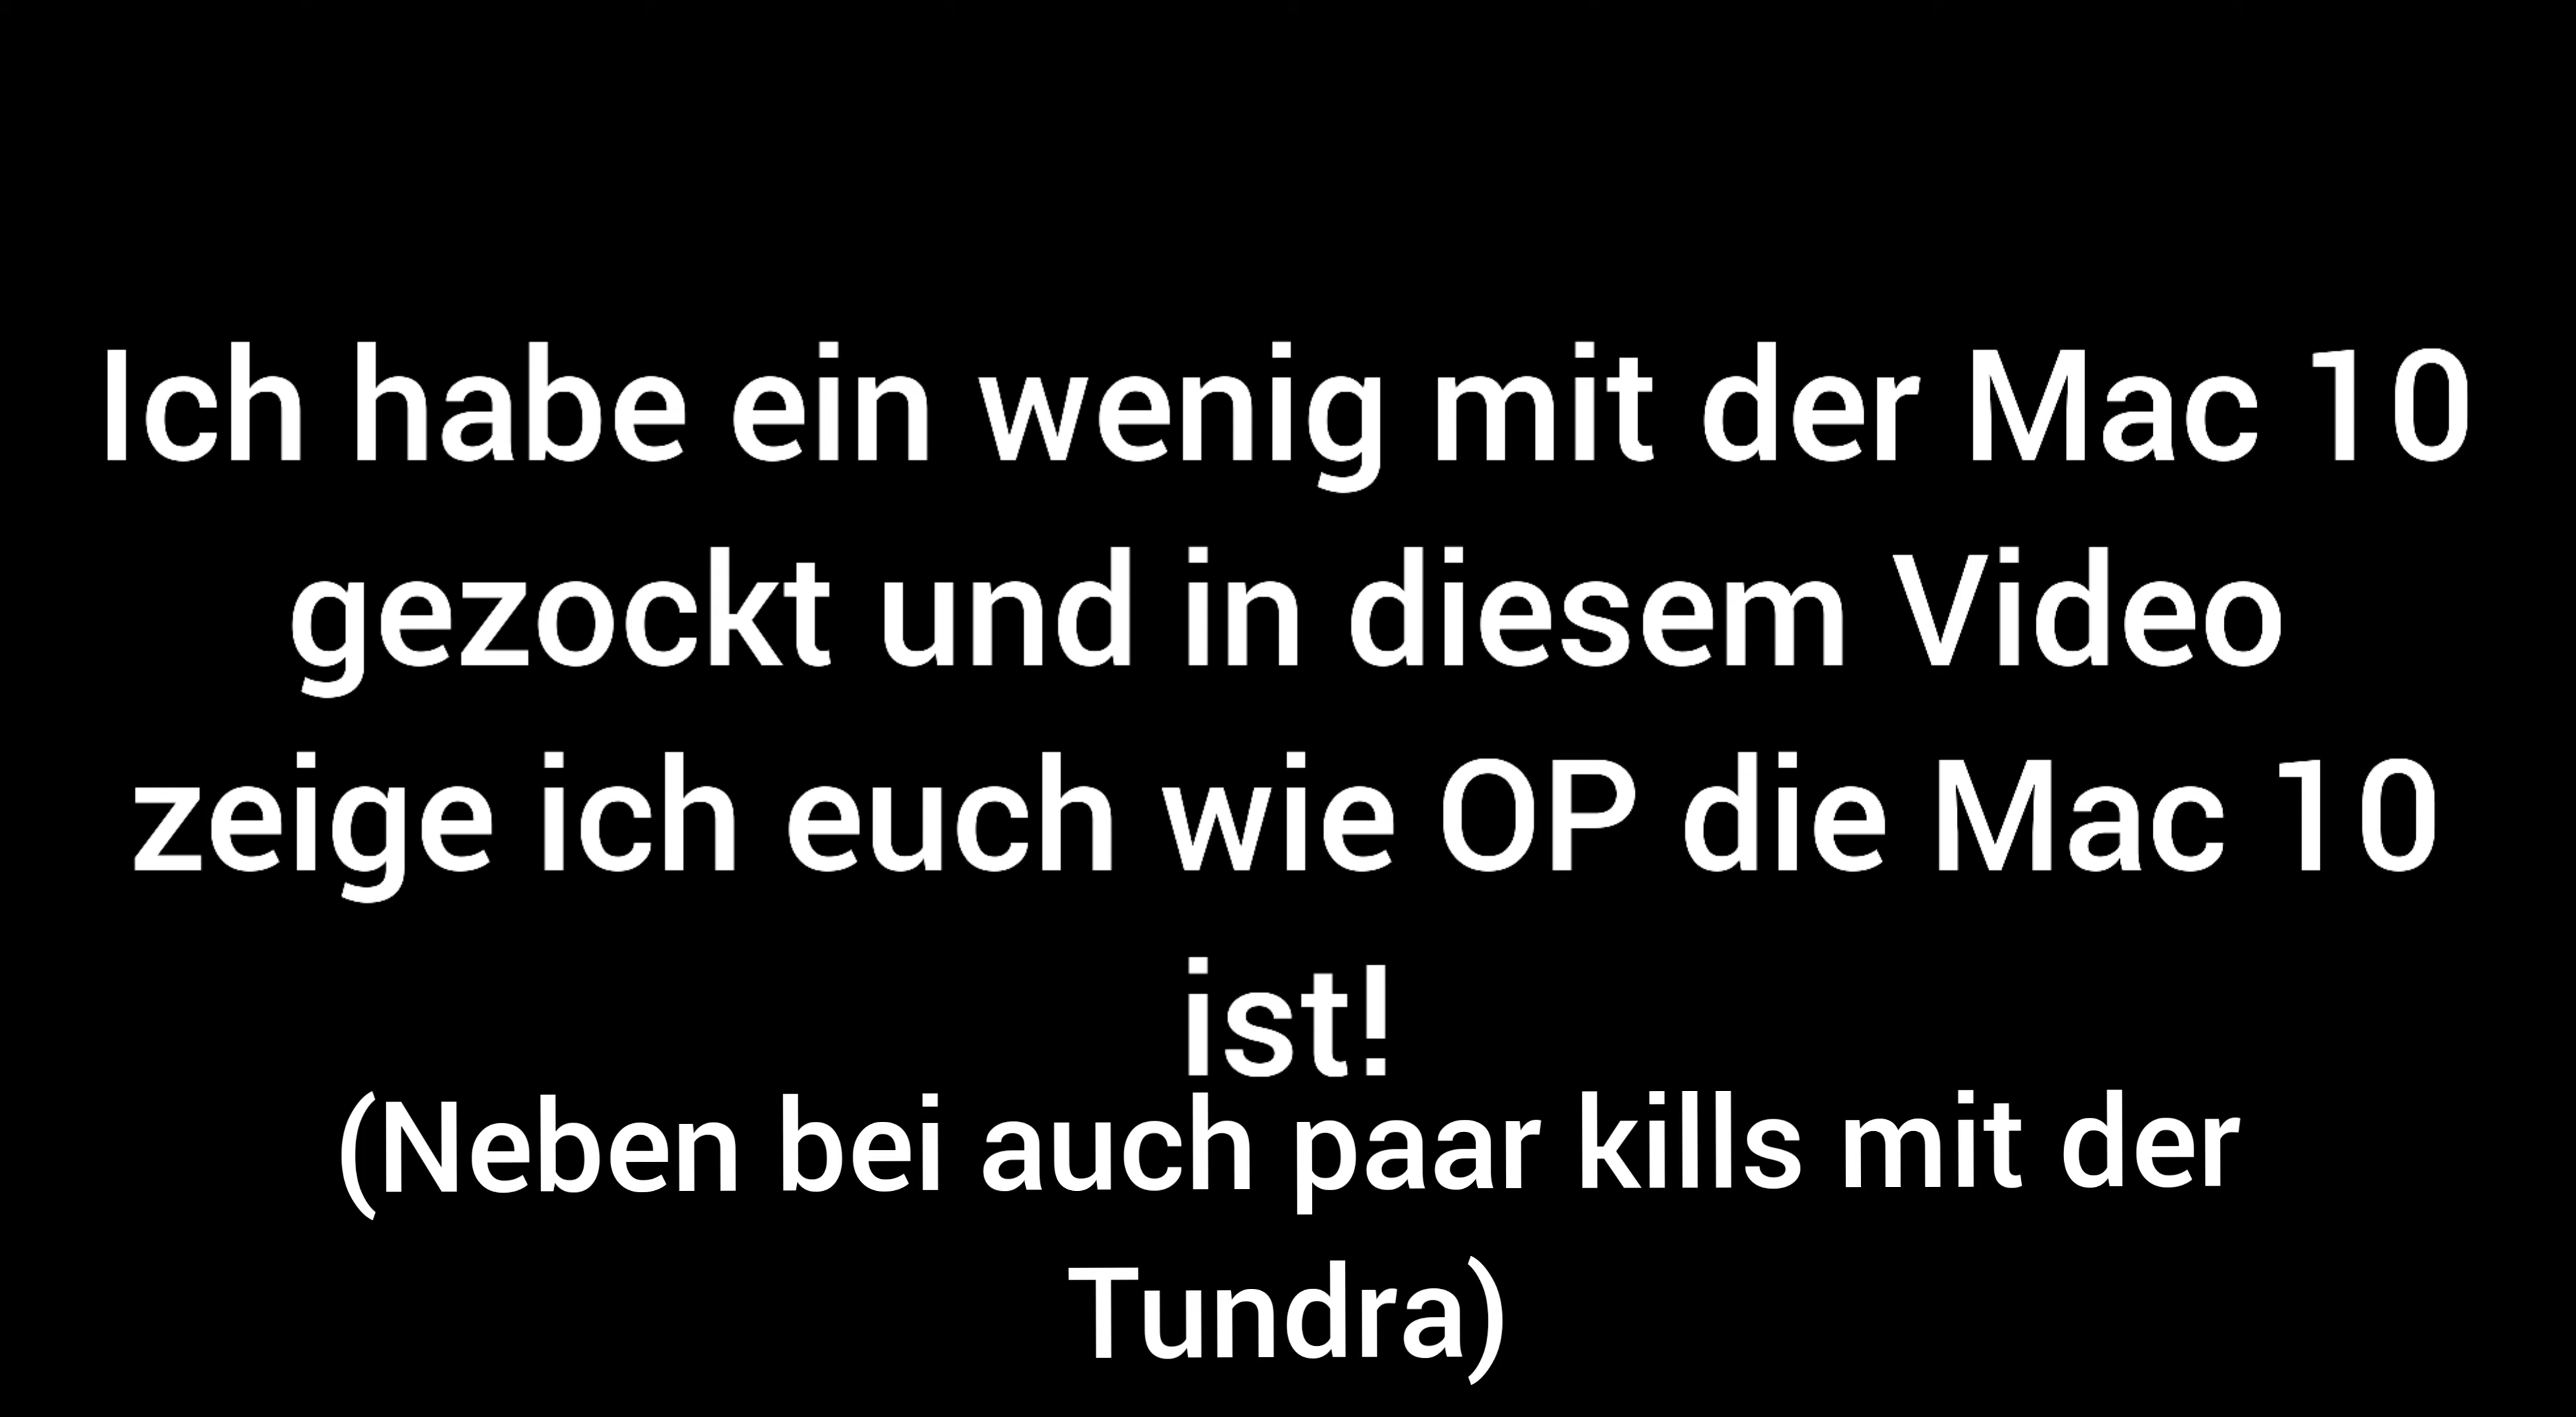 Ich habe ein wenig mit der Mac 10
gezockt und in diesem Video
zeige ich euch wie OP die Mac 10
ist!
(Neben bei auch paar kills mit der
Tundra)